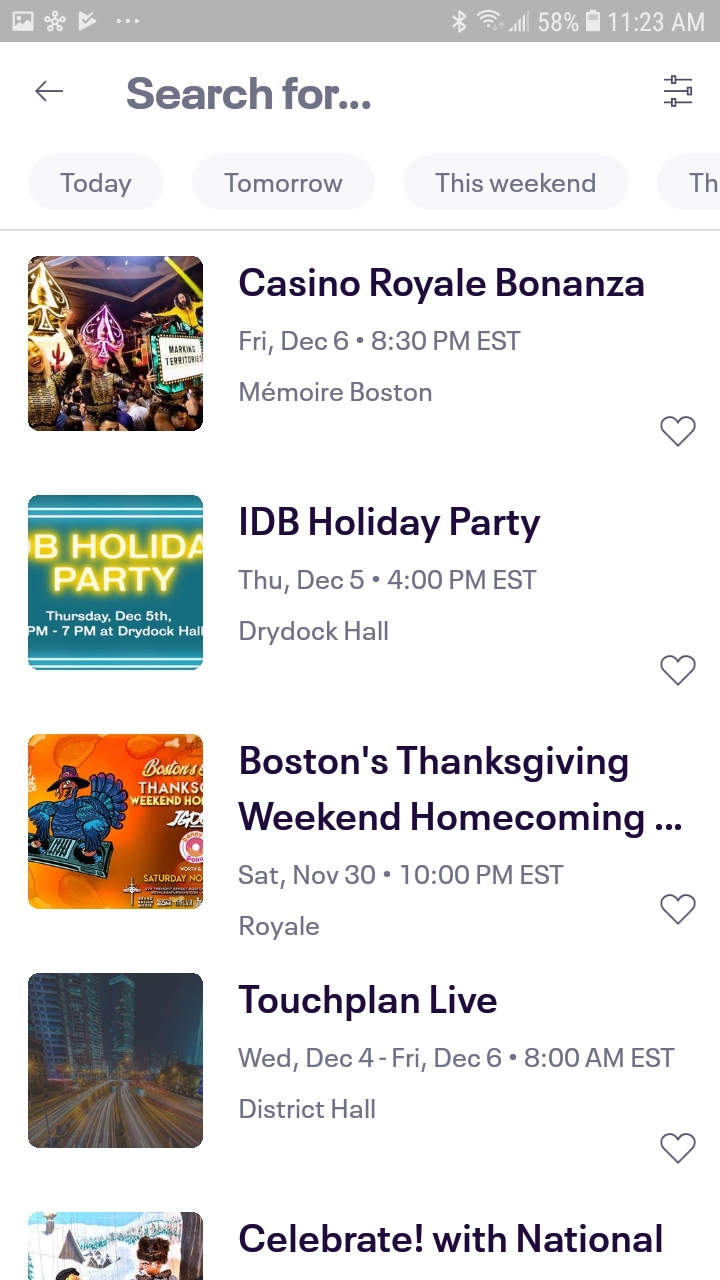 58% 11:23 AM
Search for...
Today Tomorrow This weekend Th
Casino Royale Bonanza
Fri, Dec 6 • 8:30 PM EST
Mémoire Boston
MARKING
TERRITORIES
IDB Holiday Party
Thu, Dec 5 • 4:00 PM EST
Drydock Hall
B HOLIDA
PARTY
Thursday, Dec 5th,
PM - 7 PM at Drydock Hall
Boston's Thanksgiving
Weekend Homecoming ...
Sat, Nov 30 • 10:00 PM EST
Royale
Boston's
THANKSG
WEEKEND HO
SATURDAY NO
Touchplan Live
Wed, Dec 4 - Fri, Dec 6 • 8:00 AM EST
District Hall
Celebrate! with National